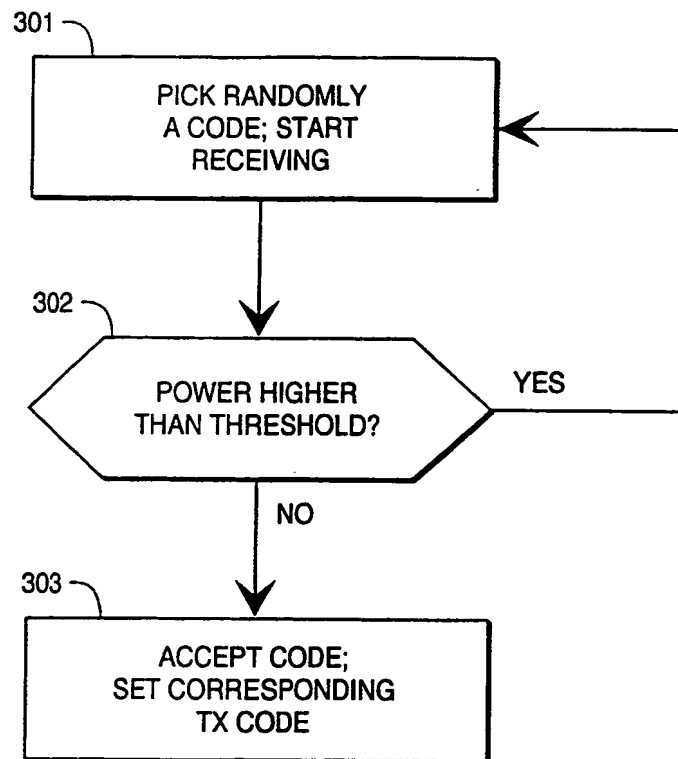 301
PICK RANDOMLY
A CODE; START
RECEIVING
302
POWER HIGHER
THAN THRESHOLD?
YES
NO
303
ACCEPT CODE;
SET CORRESPONDING
TX CODE